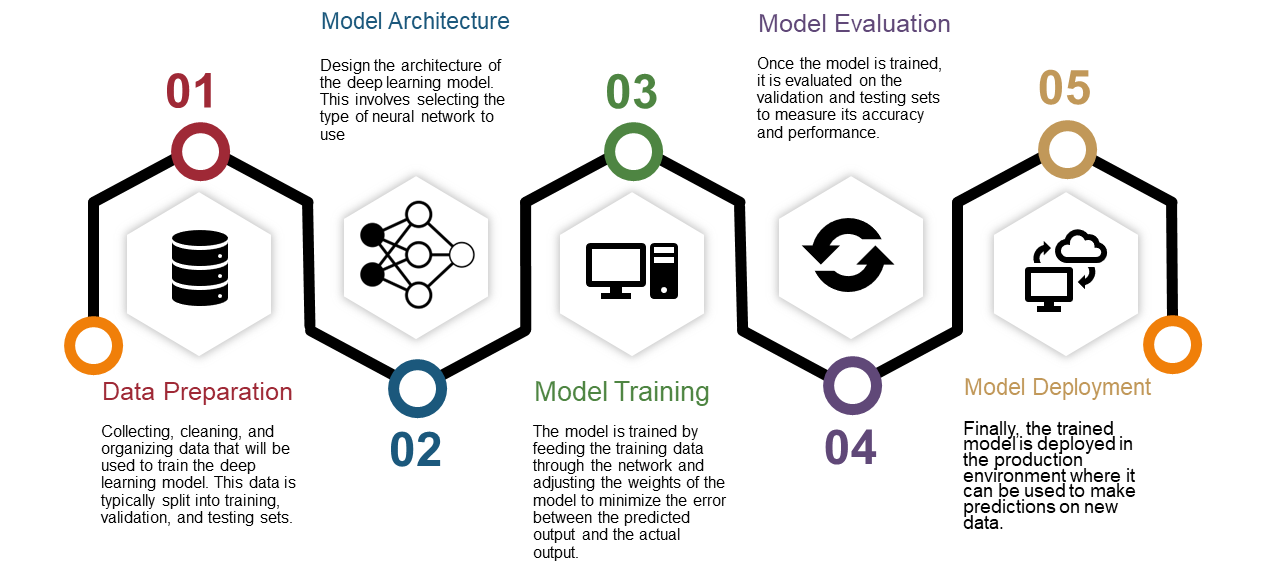 01
Data Preparation
Collecting, cleaning, and
organizing data that will be
used to train the deep
learning model. This data is
typically split into training,
validation, and testing sets.
Model Architecture
Design the architecture of
the deep learning model.
This involves selecting the
type of neural network to
use
02
03
Model Training
The model is trained by
feeding the training data
through the network and
adjusting the weights of the
model to minimize the error
between the predicted
output and the actual
output.
Model Evaluation
Once the model is trained,
it is evaluated on the
validation and testing sets
to measure its accuracy
and performance.
04
05
Model Deployment
Finally, the trained
model is deployed in
the production
environment where it
can be used to make
predictions on new
data.